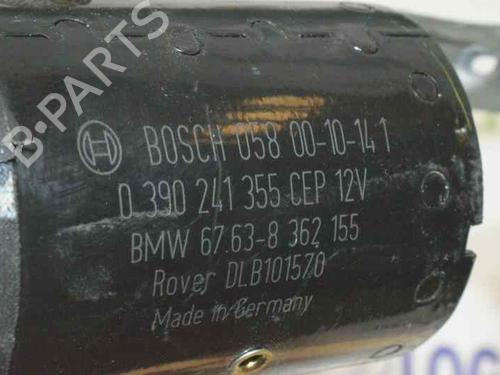 BOSCH 058 00-10-14 1
0 390 241 355 CEP 12V
BMW 67.63-8 362 155
Rover DLB101570
Made in Germany